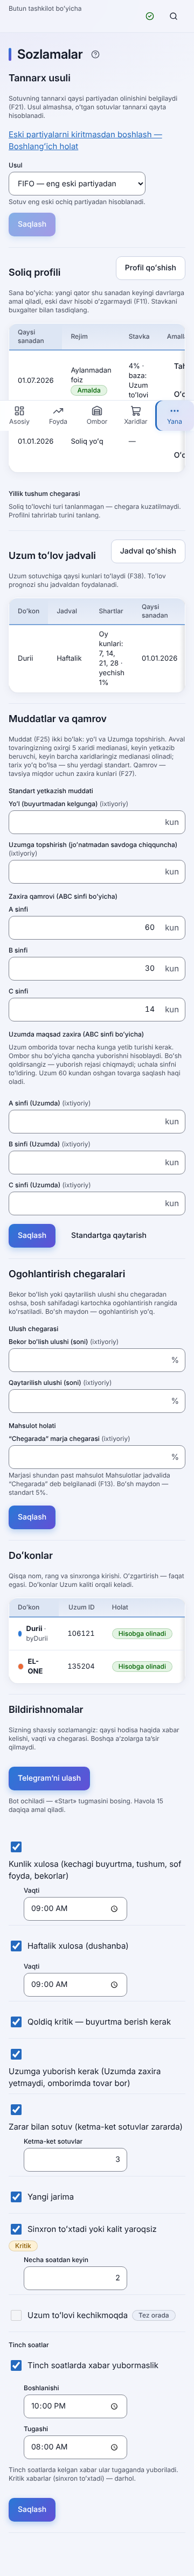 Butun tashkilot bo'yicha
Sozlamalar
Tannarx usuli
Sotuvning tannarxi qaysi partiyadan olinishini belgilaydi
(F21). Usul almashsa, o'tgan sotuvlar tannarxi qayta
hisoblanadi.
Eski partiyalarni kiritmasdan boshlash —
Boshlang'ich holat
Usul
FIFO — eng eski partiyadan
Saqlash
Sotuv eng eski ochiq partiyadan hisoblanadi.
Soliq profili
Profil qo'shish
Sana bo'yicha: yangi qator shu sanadan keyingi davrlarga
amal qiladi, eski davr hisobi o'zgarmaydi (F11). Stavkani
buxgalter bilan tasdiqlang.
Qaysi sanadan
Rejim
Stavka
01.07.2026
Aylanmadan foiz
Amalda
4% · baza: Uzum to'lovi
Asosiy
Foyda
Ombor
Xaridlar
Yana
01.01.2026
Soliq yo'q
—
Yillik tushum chegarasi
Soliq to'lovchi turi tanlanmagan — chegara kuzatilmaydi.
Profilni tahrirlab turini tanlang.
Uzum to'lov jadvali
Jadval qo'shish
Uzum sotuvchiga qaysi kunlari to'laydi (F38). To'lov
prognozi shu jadvaldan foydalanadi.
Do'kon
Jadval
Shartlar
Qaysi sanadan
Durii
Haftalik
Oy kunlari: 7, 14, 21, 28 · yechish 1%
01.01.2026
Muddatlar va qamrov
Muddat (F25) ikki bo'lak: yo'l va Uzumga topshirish. Avval
tovaringizning oxirgi 5 xaridi medianasi, keyin yetkazib
beruvchi, keyin barcha xaridlaringiz medianasi olinadi;
tarix yo'q bo'lsa — shu yerdagi standart. Qamrov —
tavsiya miqdor uchun zaxira kunlari (F27).
Standart yetkazish muddati
Yo'l (buyurtmadan kelgunga) (ixtiyoriy)
kun
Uzumga topshirish (jo'natmadan savdoga chiqquncha)
(ixtiyoriy)
kun
Zaxira qamrovi (ABC sinfi bo'yicha)
A sinfi
60 kun
B sinfi
30 kun
C sinfi
14 kun
Uzumda maqsad zaxira (ABC sinfi bo'yicha)
Uzum omborida tovar necha kunga yetib turishi kerak.
Ombor shu bo'yicha qancha yuborishni hisoblaydi. Bo'sh
qoldirsangiz — yuborish rejasi chiqmaydi; uchala sinfni
to'ldiring. Uzum 60 kundan oshgan tovarga saqlash haqi
oladi.
A sinfi (Uzumda) (ixtiyoriy)
kun
B sinfi (Uzumda) (ixtiyoriy)
kun
C sinfi (Uzumda) (ixtiyoriy)
kun
Saqlash
Standartga qaytarish
Ogohlantirish chegaralari
Bekor bo'lish yoki qaytarilish ulushi shu chegaradan
oshsa, bosh sahifadagi kartochka ogohlantirish rangida
ko'rsatiladi. Bo'sh maydon — ogohlantirish yo'q.
Ulush chegarasi
Bekor bo'lish ulushi (soni) (ixtiyoriy)
%
Qaytarilish ulushi (soni) (ixtiyoriy)
%
Mahsulot holati
"Chegarada" marja chegarasi (ixtiyoriy)
%
Marjasi shundan past mahsulot Mahsulotlar jadvalida
"Chegarada" deb belgilanadi (F13). Bo'sh maydon —
standart 5%.
Saqlash
Do'konlar
Qisqa nom, rang va sinxronga kirishi. O'zgartirish — faqat
egasi. Do'konlar Uzum kaliti orqali keladi.
Do'kon
Uzum ID
Holat
Durii · byDurii
106121
Hisobga olinadi
EL-ONE
135204
Hisobga olinadi
Bildirishnomalar
Sizning shaxsiy sozlamangiz: qaysi hodisa haqida xabar
kelishi, vaqti va chegarasi. Boshqa a'zolarga ta'sir
qilmaydi.
Telegram'ni ulash
Bot ochiladi — «Start» tugmasini bosing. Havola 15
daqiqa amal qiladi.
Kunlik xulosa (kechagi buyurtma, tushum, sof
foyda, bekorlar)
Vaqti
09:00 AM
Haftalik xulosa (dushanba)
Vaqti
09:00 AM
Qoldiq kritik — buyurtma berish kerak
Uzumga yuborish kerak (Uzumda zaxira
yetmaydi, omborimda tovar bor)
Zarar bilan sotuv (ketma-ket sotuvlar zararda)
Ketma-ket sotuvlar
3
Yangi jarima
Sinxron to'xtadi yoki kalit yaroqsiz
Kritik
Necha soatdan keyin
2
Uzum to'lovi kechikmoqda
Tez orada
Tinch soatlar
Tinch soatlarda xabar yubormaslik
Boshlanishi
10:00 PM
Tugashi
08:00 AM
Tinch soatlarda kelgan xabar ular tugaganda yuboriladi.
Kritik xabarlar (sinxron to'xtadi) — darhol.
Saqlash